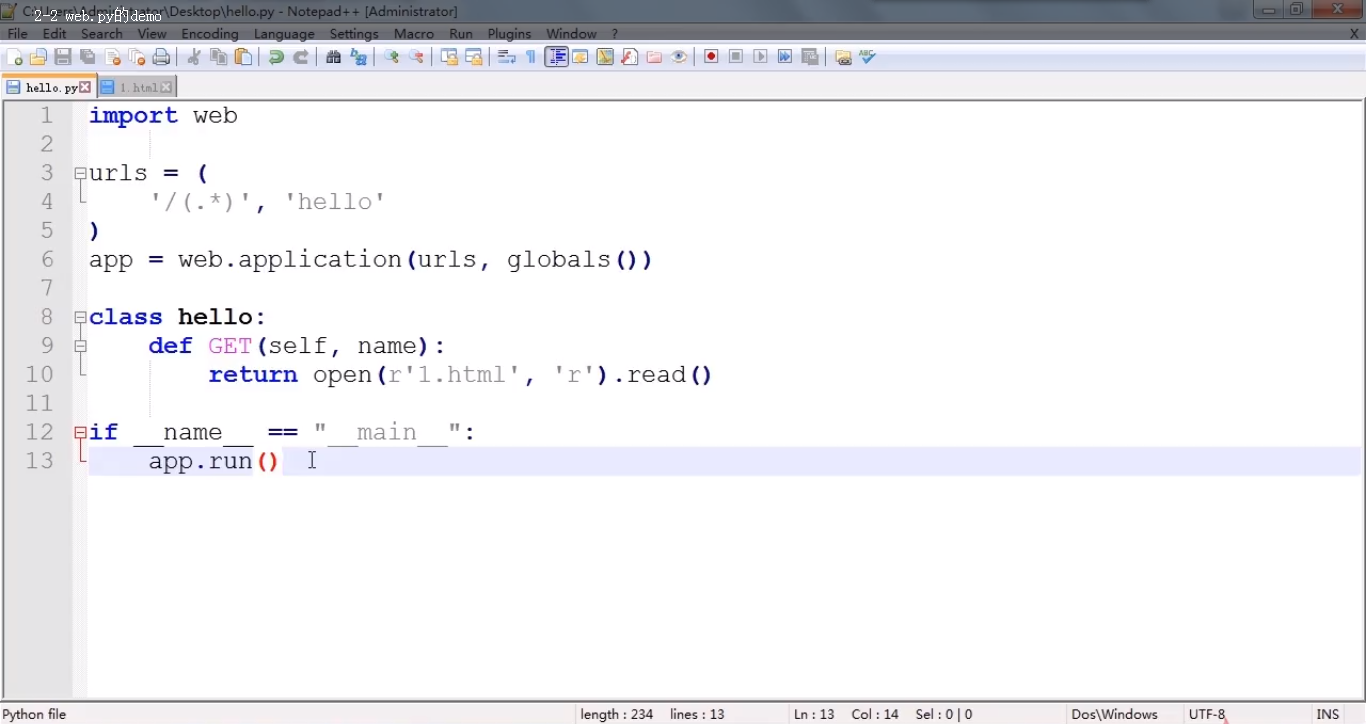 C:\Users\Administrator\Desktop\hello.py - Notepad++ [Administrator]
2-2 web.py的demo
File Edit Search View Encoding Language Settings Macro Run Plugins Window ? X
hello.py 1.html
1 import web
2
3 urls = (
4     '/(.*)', 'hello'
5 )
6 app = web.application(urls, globals())
7
8 class hello:
9     def GET(self, name):
10         return open(r'1.html', 'r').read()
11
12 if __name__ == "__main__":
13     app.run()
Python file length : 234 lines : 13 Ln : 13 Col : 14 Sel : 0 | 0 Dos\Windows UTF-8 INS